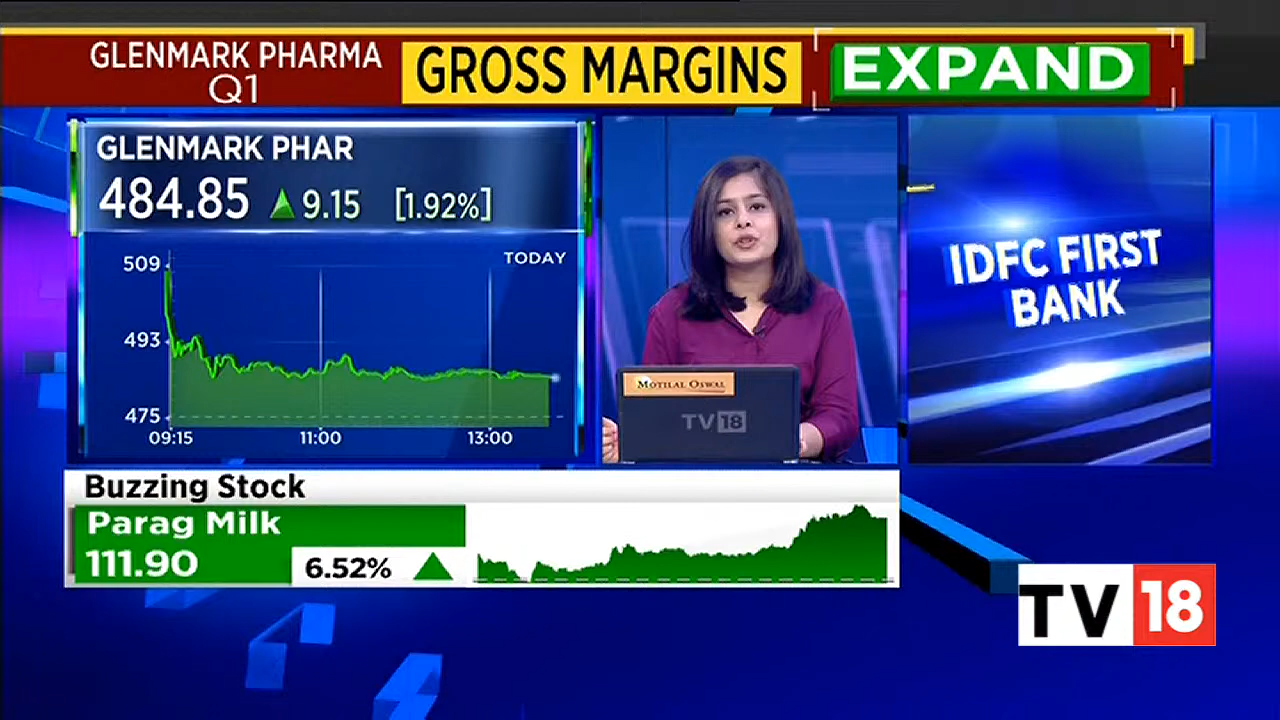 GLENMARK PHARMA
Q1
GROSS MARGINS
EXPAND
GLENMARK PHAR
484.85 ▲ 9.15 [1.92%]
TODAY
509
493
475
09:15 11:00 13:00
MOTILAL OSWAL
TV18
IDFC FIRST
BANK
Buzzing Stock
Parag Milk
111.90 6.52% ▲
TV18